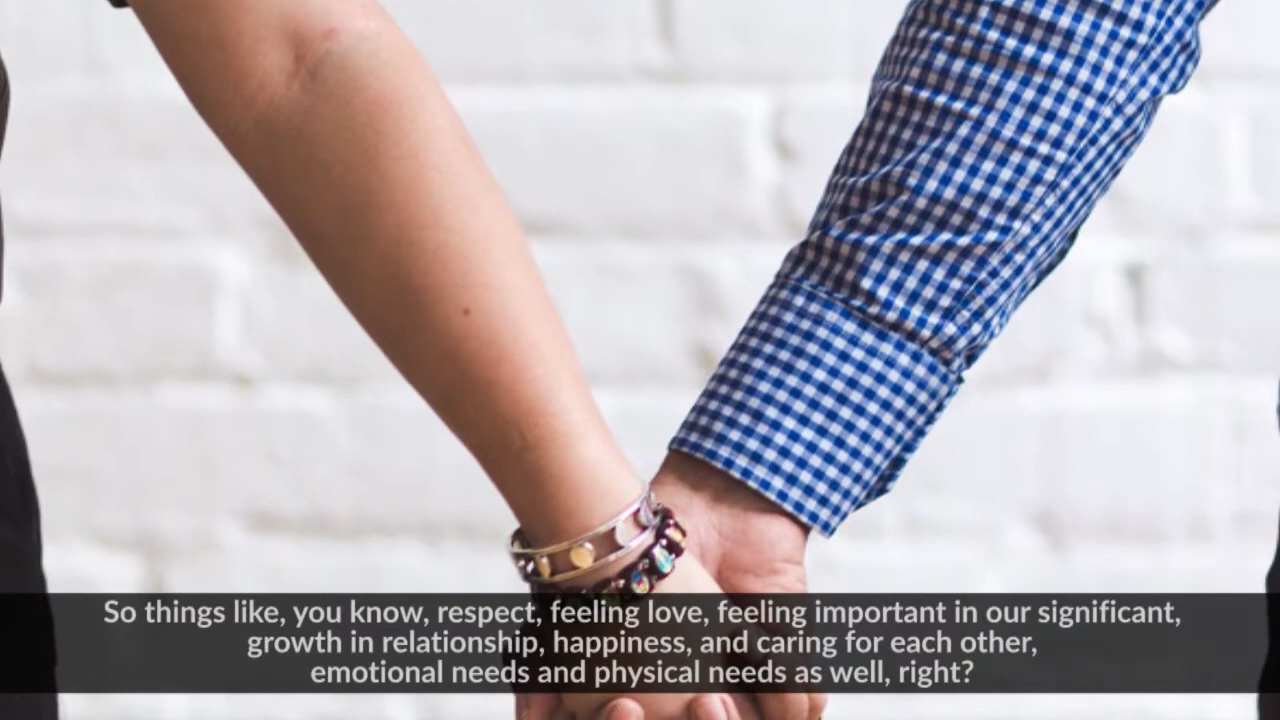 So things like, you know, respect, feeling love, feeling important in our significant,
growth in relationship, happiness, and caring for each other,
emotional needs and physical needs as well, right?